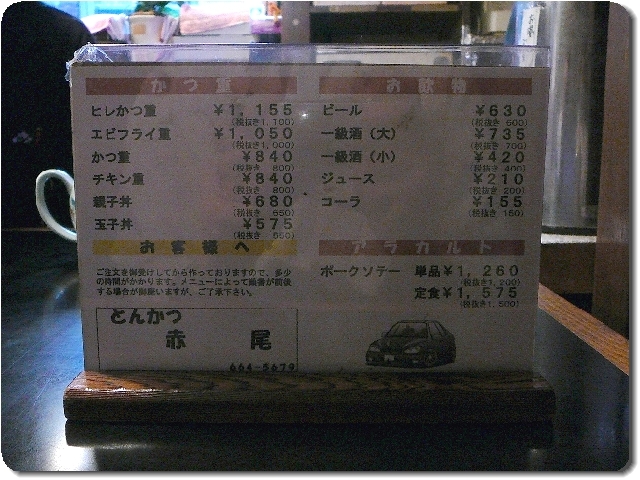 かつ重
ヒレかつ重 ¥1,155
(税抜き1,100)
エビフライ重 ¥1,050
(税抜き1,000)
かつ重 ¥840
(税抜き 800)
チキン重 ¥840
(税抜き 800)
親子丼 ¥680
(税抜き 650)
玉子丼 ¥575
(税抜き 550)
お客様へ
ご注文を御受けしてから作っておりますので、多少
の時間がかかります。メニューによって順番が前後
する場合が御座いますが、ご了承下さい。
とんかつ
赤尾
664-5679
お飲物
ビール ¥630
(税抜き 600)
一級酒(大) ¥735
(税抜き 700)
一級酒(小) ¥420
(税抜き 400)
ジュース ¥210
(税抜き 200)
コーラ ¥155
(税抜き 150)
アラカルト
ポークソテー 単品¥1,260
(税抜き1,200)
定食¥1,575
(税抜き1,500)